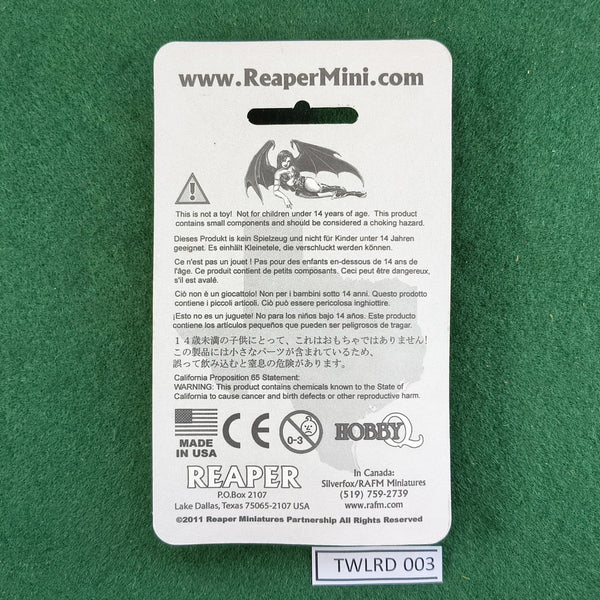 www.ReaperMini.com
This is not a toy! Not for children under 14 years of age. This product
contains small components and should be considered a choking hazard.
Dieses Produkt is kein Spielzeug und nicht für Kinder unter 14 Jahren
geeignet. Es einhält Kleinetele, die verschluckt werden können.
Ce n'est pas un jouet ! Pas pour des enfants en-dessous de 14 ans de
l'âge. Ce produit contient de petits composants. Ceci peut être dangereux,
s'il est avalé.
Ciò non è un giocattolo! Non per i bambini sotto 14 anni. Questo prodotto
contiene i piccoli articoli. Ciò può essere pericolosa inghiottire.
¡Esto no es un juguete! No para los niños bajo 14 años. Este producto
contiene los artículos pequeños que pueden ser peligrosos de tragar.
14歳未満の子供にとって、これはおもちゃではありません!
この製品には小さなパーツが含まれているため、
誤って飲み込むと窒息の危険があります。
California Proposition 65 Statement:
WARNING: This product contains chemicals known to the State of
California to cause cancer and birth defects or other reproductive harm.
MADE
IN USA
CE
0-3
HOBBYQ
REAPER
P.O.Box 2107
Lake Dallas, Texas 75065-2107 USA
In Canada:
Silverfox/RAFM Miniatures
(519) 759-2739
www.rafm.com
©2011 Reaper Miniatures Partnership All Rights Reserved
TWLRD 003